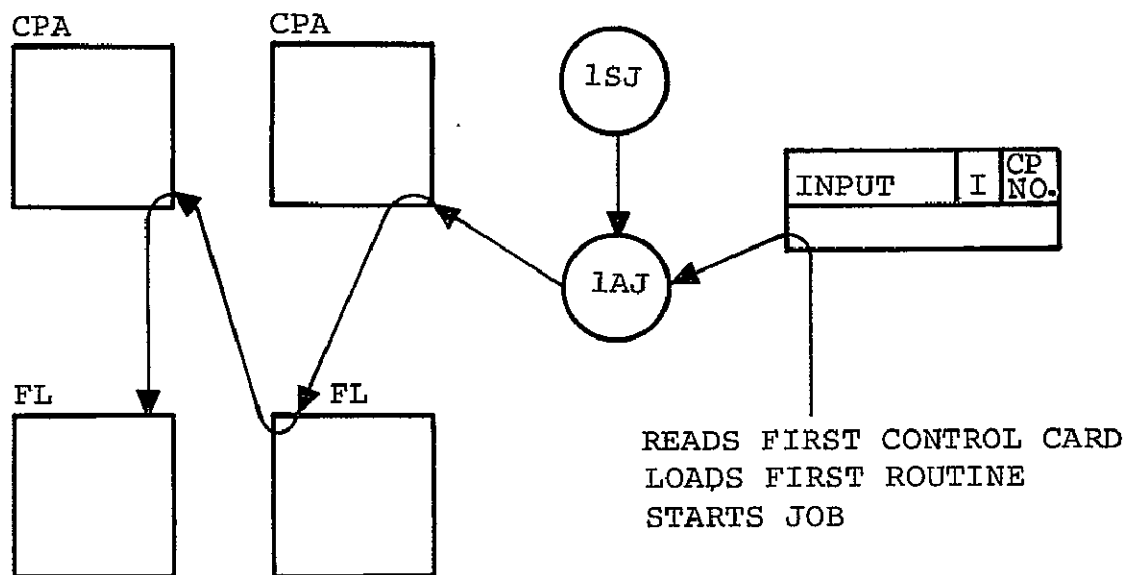 CPA
CPA
1SJ
INPUT
I
CP
NO.
1AJ
FL
FL
READS FIRST CONTROL CARD
LOADS FIRST ROUTINE
STARTS JOB